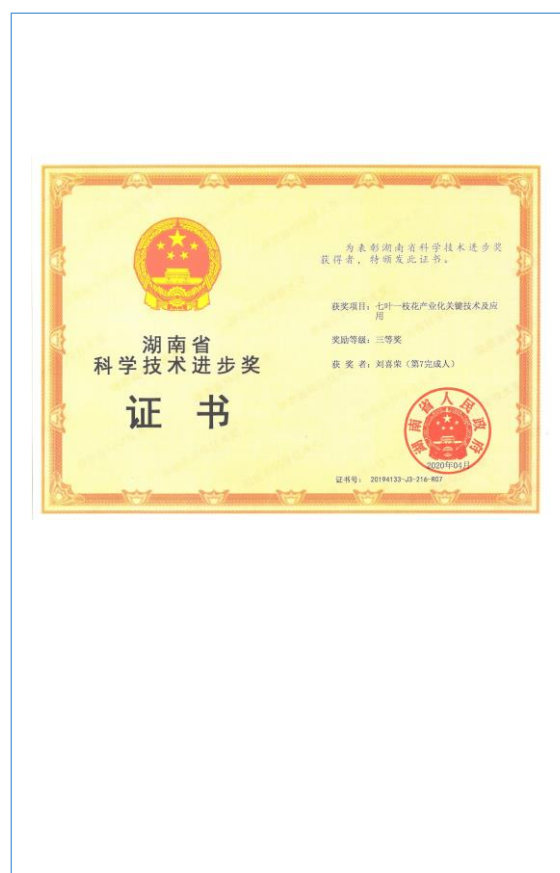 湖南省
科学技术进步奖
证书
为表彰湖南省科学技术进步奖
获得者，特颁发此证书。
获奖项目：七叶一枝花产业化关键技术及应
用
奖励等级：三等奖
获奖者：刘喜荣（第7完成人）
湖南省人民政府
2020年04月
证书号：20194133-J3-216-R07